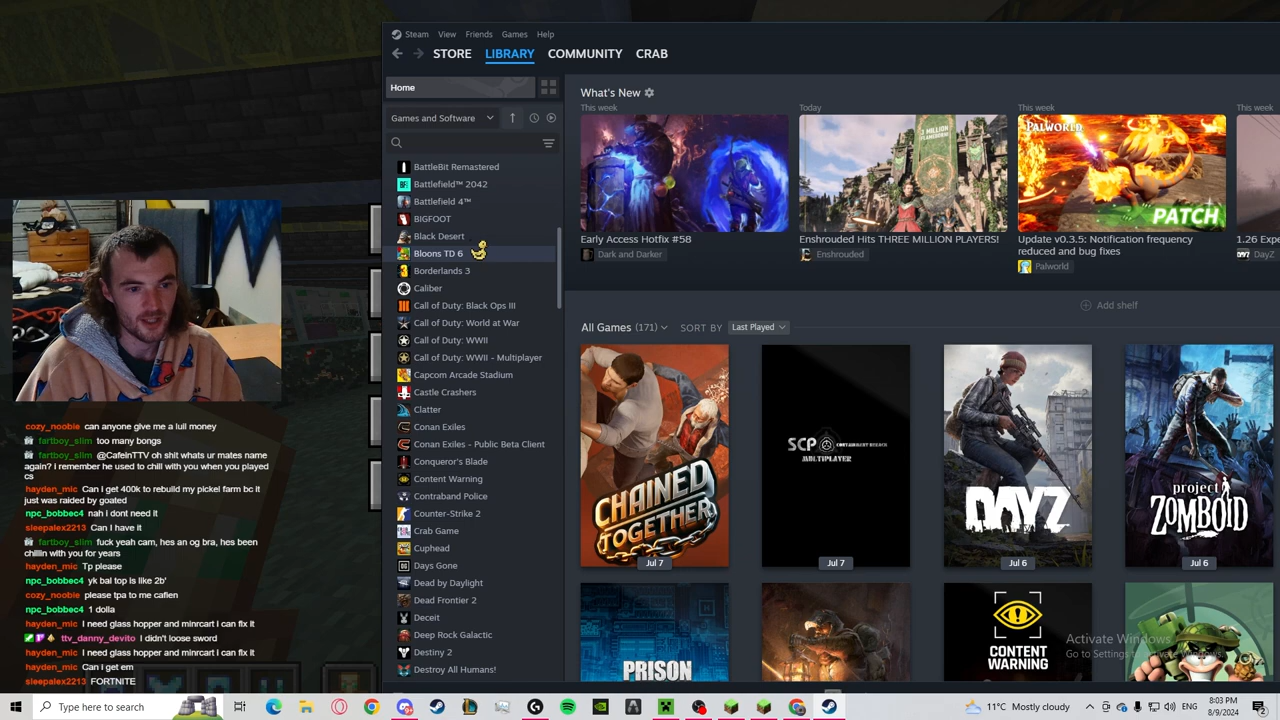 Steam View Friends Games Help
STORE LIBRARY COMMUNITY CRAB
Home
Games and Software
BattleBit Remastered
Battlefield™ 2042
Battlefield 4™
BIGFOOT
Black Desert
Bloons TD 6
Borderlands 3
Caliber
Call of Duty: Black Ops III
Call of Duty: World at War
Call of Duty: WWII
Call of Duty: WWII - Multiplayer
Capcom Arcade Stadium
Castle Crashers
Clatter
Conan Exiles
Conan Exiles - Public Beta Client
Conqueror's Blade
Content Warning
Contraband Police
Counter-Strike 2
Crab Game
Cuphead
Days Gone
Dead by Daylight
Dead Frontier 2
Deceit
Deep Rock Galactic
Destiny 2
Destroy All Humans!
What's New
This week
Early Access Hotfix #58
Dark and Darker
Today
3 MILLION
Enshrouded Hits THREE MILLION PLAYERS!
Enshrouded
This week
PALWORLD
PATCH
Update v0.3.5: Notification frequency
reduced and bug fixes
Palworld
This week
1.26 Expe
DayZ
Add shelf
All Games (171) SORT BY Last Played
CHAINED
TOGETHER
Jul 7
SCP CONTAINMENT BREACH
MULTIPLAYER
Jul 7
DAYZ
Jul 6
project
ZOMBOID
Jul 6
PRISON
CONTENT
WARNING
Activate Windows
Go to Settings to activate Windows.
cozy_noobie can anyone give me a lull money
fartboy_slim too many bongs
fartboy_slim @CafeInTTV oh shit whats ur mates name
again? i remember he used to chill with you when you played
cs
hayden_mic Can i get 400k to rebuild my pickel farm bc it
just was raided by goated
npc_bobbec4 nah i dont need it
sleepalex2213 Can I have it
fartboy_slim fuck yeah cam, hes an og bra, hes been
chillin with you for years
hayden_mic Tp please
npc_bobbec4 yk bal top is like 2b'
cozy_noobie please tpa to me caflen
npc_bobbec4 1 dolla
hayden_mic I need glass hopper and minrcart i can fix it
ttv_danny_devito I didn't loose sword
hayden_mic I need glass hopper and minrcart i can fix it
hayden_mic Can i get em
sleepalex2213 FORTNITE
Type here to search
11°C Mostly cloudy
ENG
8:03 PM
8/9/2024
2